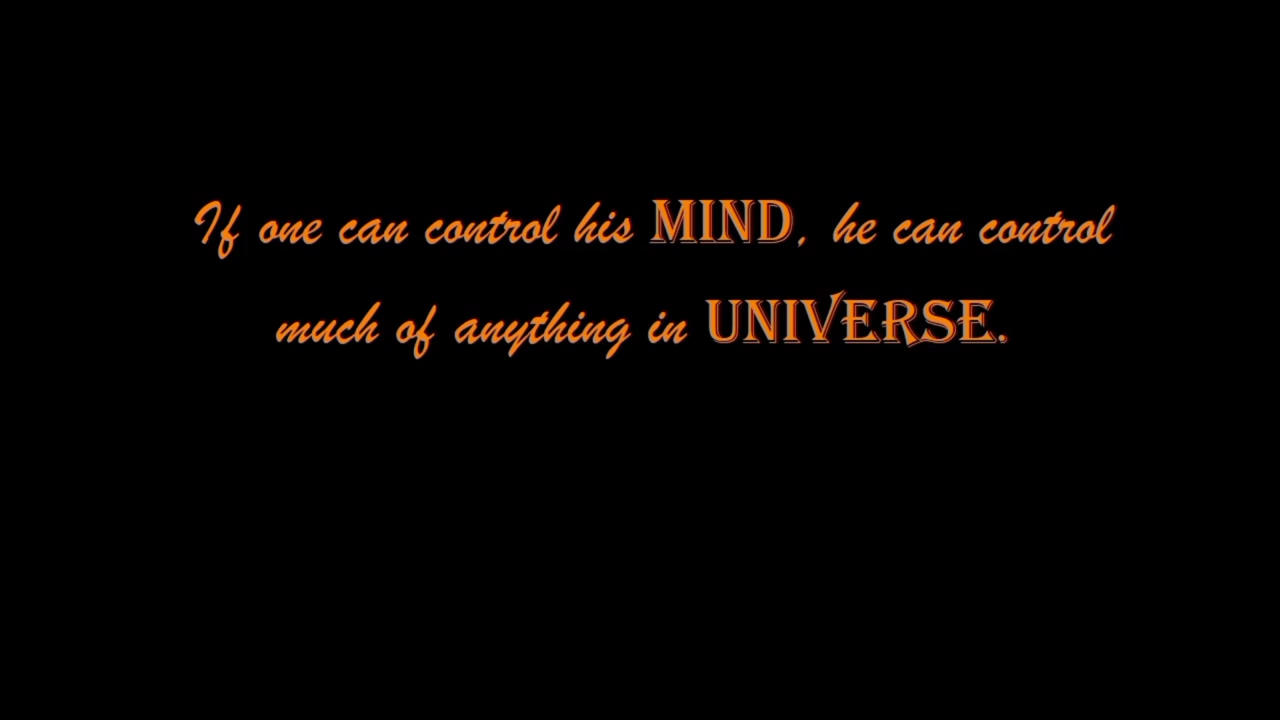 If one can control his MIND, he can control
much of anything in UNIVERSE.